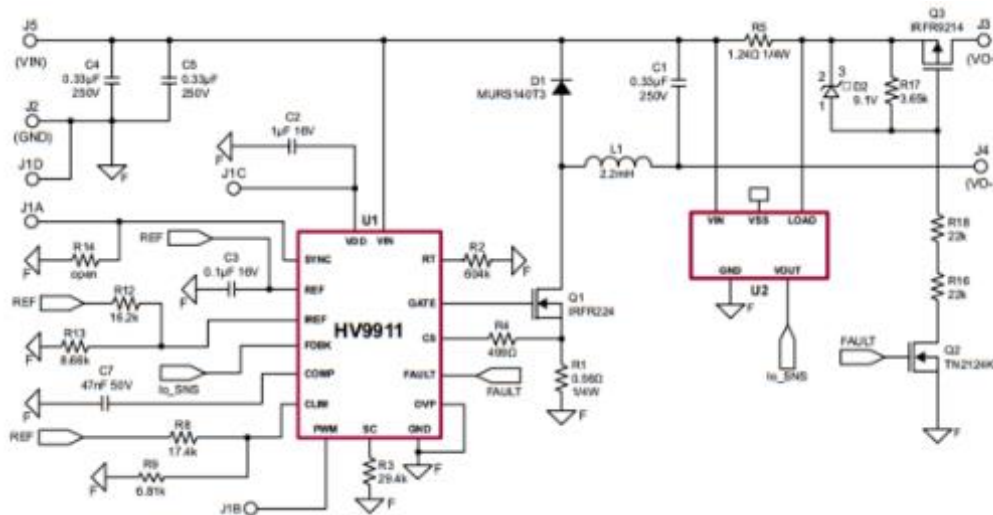 J5
(VIN)
C4
0.33µF
250V
C5
0.33µF
250V
J2
(GND)
J1D
F
C2
1µF 16V
F
J1C
D1
MURS140T3
C1
0.33µF
250V
R5
1.24Ω 1/4W
Q3
IRFR9214
J3
(VO-
2
3
1
D2
9.1V
R17
3.65k
L1
2.2mH
J4
(VO-
J1A
R14
open
F
REF
C3
0.1µF 16V
F
REF
R12
16.2k
R13
8.66k
F
Io_SNS
C7
47nF 50V
F
REF
R8
17.4k
R9
6.81k
F
J1B
U1
VDD
VIN
SYNC
REF
IREF
FDBK
COMP
CLIM
PWM
SC
HV9911
RT
GATE
CS
FAULT
OVP
GND
R2
604k
F
R4
499Ω
FAULT
Q1
IRFR224
R1
0.56Ω
1/4W
F
R3
29.4k
F
F
VIN
VSS
LOAD
GND
VOUT
U2
F
Io_SNS
R18
22k
R16
22k
FAULT
Q2
TN2124K
F